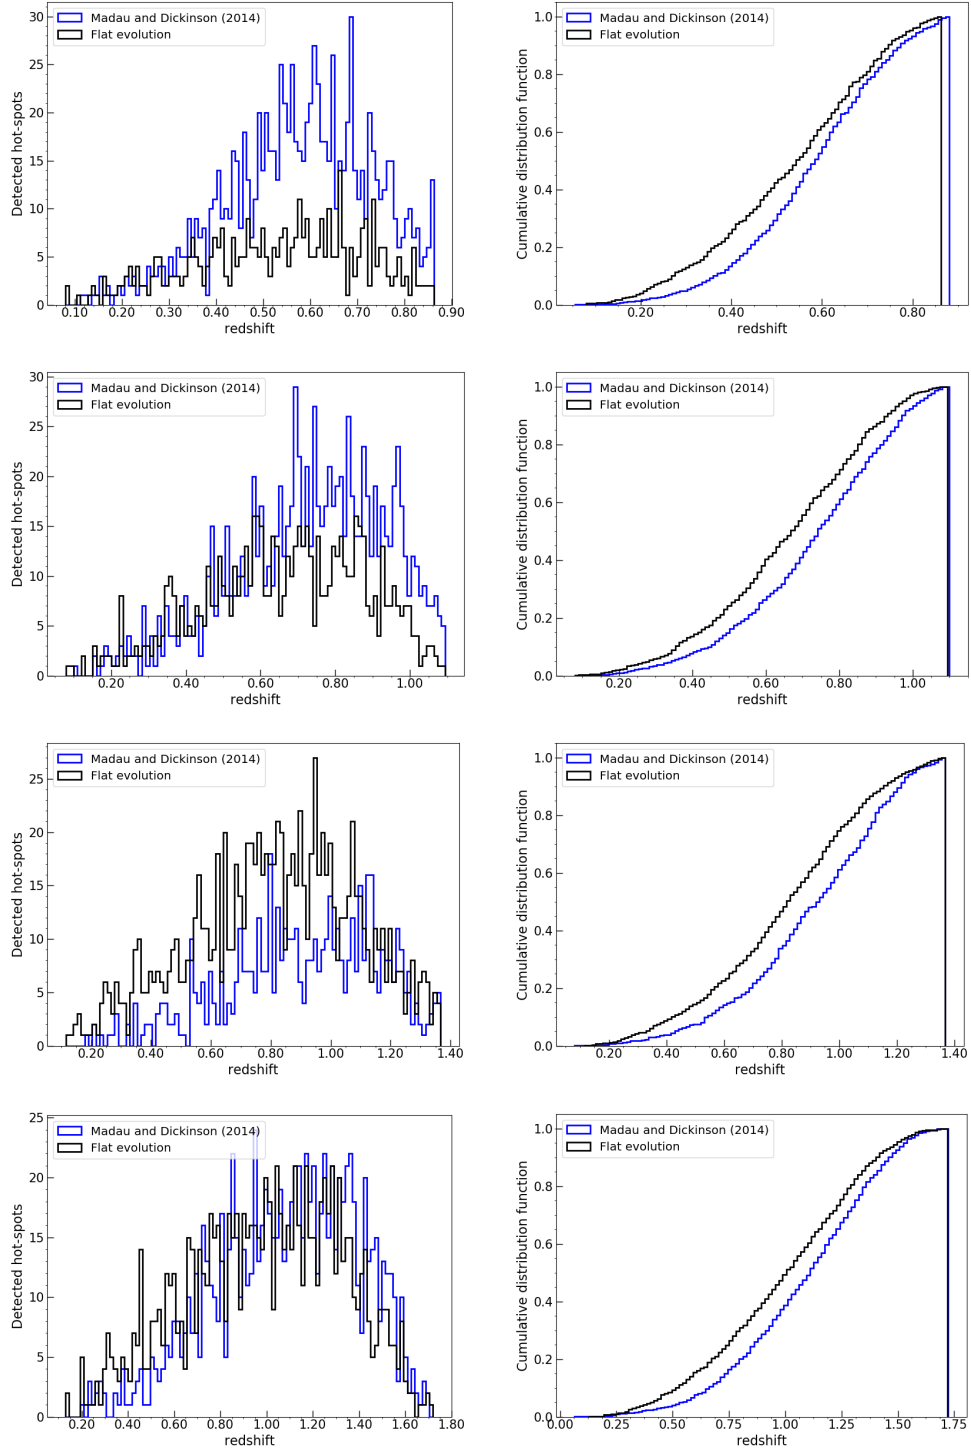 Madau and Dickinson (2014)
Flat evolution
30
25
20
15
10
5
0
Detected hot-spots
0.10 0.20 0.30 0.40 0.50 0.60 0.70 0.80 0.90
redshift
Madau and Dickinson (2014)
Flat evolution
1.0
0.8
0.6
0.4
0.2
0.0
Cumulative distribution function
0.20 0.40 0.60 0.80
redshift
Madau and Dickinson (2014)
Flat evolution
30
25
20
15
10
5
0
Detected hot-spots
0.20 0.40 0.60 0.80 1.00
redshift
Madau and Dickinson (2014)
Flat evolution
1.0
0.8
0.6
0.4
0.2
0.0
Cumulative distribution function
0.20 0.40 0.60 0.80 1.00
redshift
Madau and Dickinson (2014)
Flat evolution
25
20
15
10
5
0
Detected hot-spots
0.20 0.40 0.60 0.80 1.00 1.20 1.40
redshift
Madau and Dickinson (2014)
Flat evolution
1.0
0.8
0.6
0.4
0.2
0.0
Cumulative distribution function
0.20 0.40 0.60 0.80 1.00 1.20 1.40
redshift
Madau and Dickinson (2014)
Flat evolution
25
20
15
10
5
0
Detected hot-spots
0.20 0.40 0.60 0.80 1.00 1.20 1.40 1.60 1.80
redshift
Madau and Dickinson (2014)
Flat evolution
1.0
0.8
0.6
0.4
0.2
0.0
Cumulative distribution function
0.00 0.25 0.50 0.75 1.00 1.25 1.50 1.75
redshift